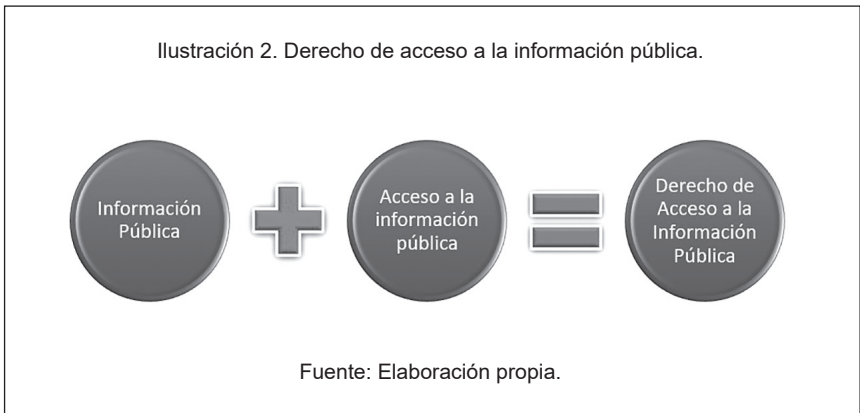 Ilustración 2. Derecho de acceso a la información pública.
Información
Pública
Acceso a la
información
pública
Derecho de
Acceso a la
Información
Pública
Fuente: Elaboración propia.